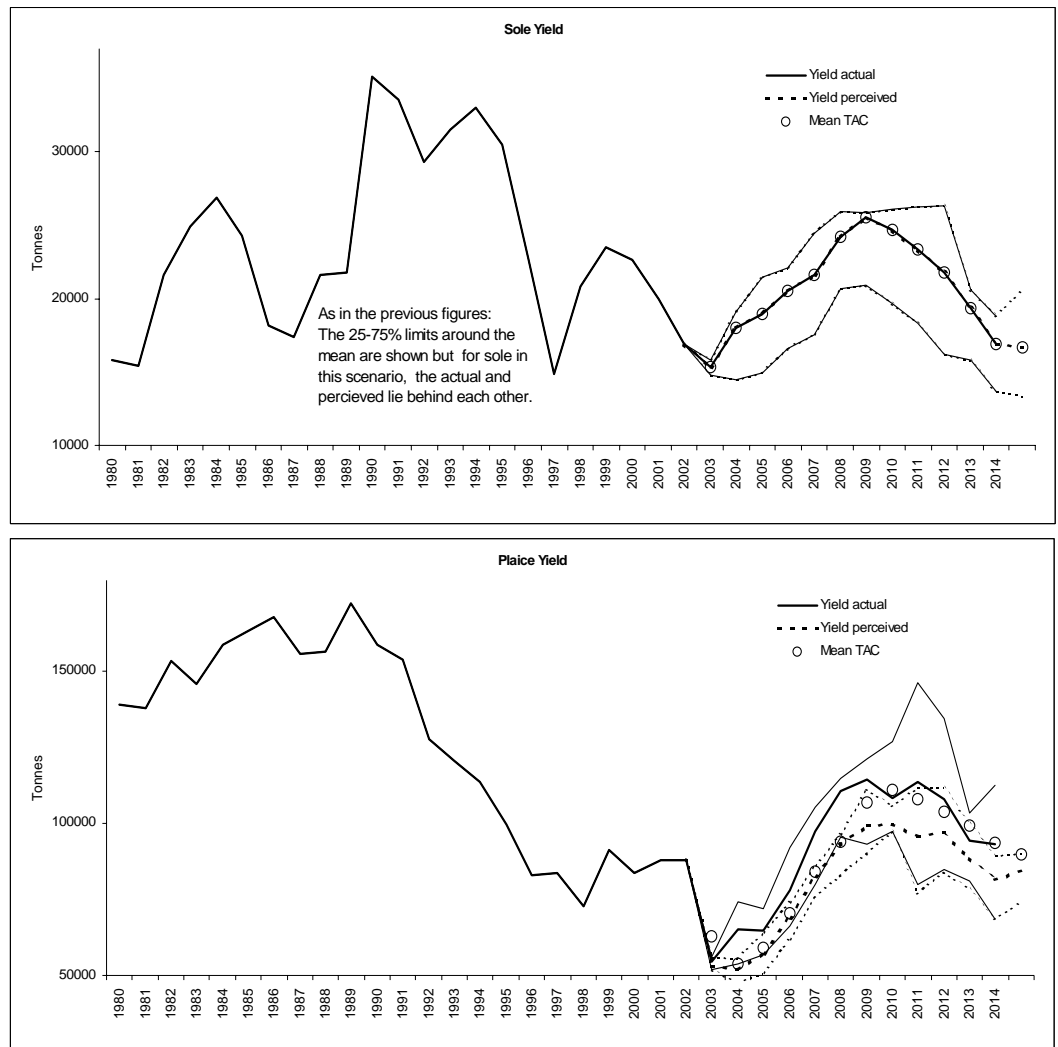 Sole Yield
Yield actual
Yield perceived
Mean TAC
30000
20000
10000
Tonnes
As in the previous figures:
The 25-75% limits around the
mean are shown but for sole in
this scenario, the actual and
percieved lie behind each other.
1980 1981 1982 1983 1984 1985 1986 1987 1988 1989 1990 1991 1992 1993 1994 1995 1996 1997 1998 1999 2000 2001 2002 2003 2004 2005 2006 2007 2008 2009 2010 2011 2012 2013 2014
Plaice Yield
Yield actual
Yield perceived
Mean TAC
150000
100000
50000
Tonnes
1980 1981 1982 1983 1984 1985 1986 1987 1988 1989 1990 1991 1992 1993 1994 1995 1996 1997 1998 1999 2000 2001 2002 2003 2004 2005 2006 2007 2008 2009 2010 2011 2012 2013 2014